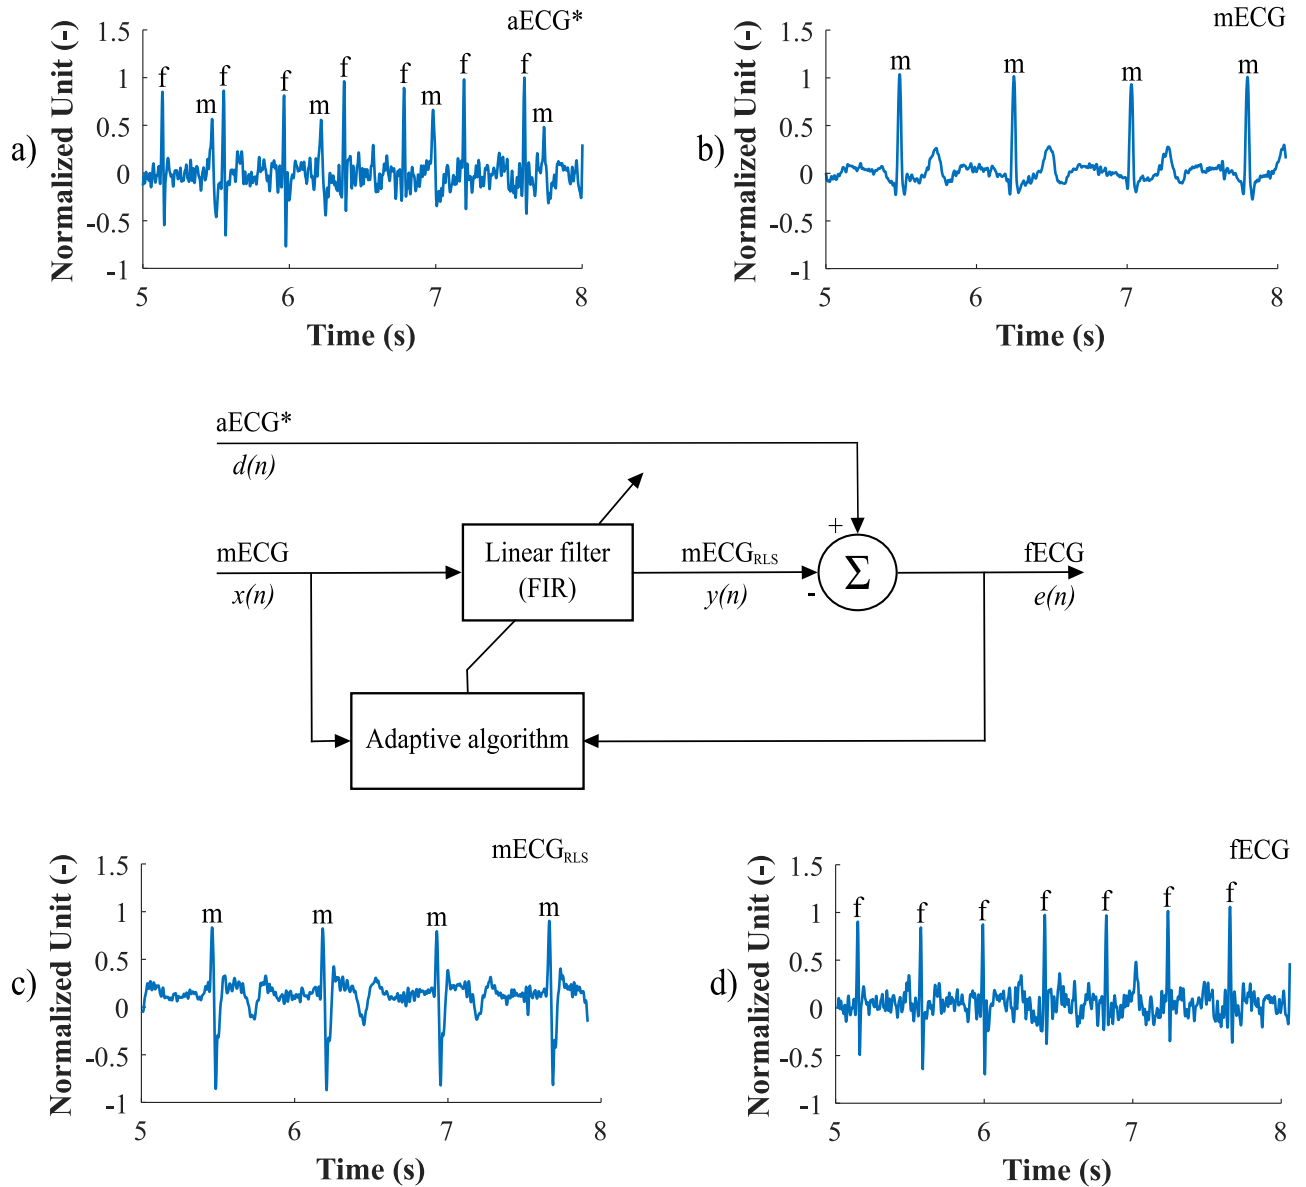 aECG*
a)
Normalized Unit (-)
1.5
1
0.5
0
-0.5
-1
f
m
f
f
m
f
f
m
f
f
m
5
6
7
8
Time (s)
mECG
b)
Normalized Unit (-)
1.5
1
0.5
0
-0.5
-1
m
m
m
m
5
6
7
8
Time (s)
aECG*
d(n)
mECG
x(n)
Linear filter
(FIR)
mECG_RLS
y(n)
+
-
Σ
fECG
e(n)
Adaptive algorithm
mECG_RLS
c)
Normalized Unit (-)
1.5
1
0.5
0
-0.5
-1
m
m
m
m
5
6
7
8
Time (s)
fECG
d)
Normalized Unit (-)
1.5
1
0.5
0
-0.5
-1
f
f
f
f
f
f
f
5
6
7
8
Time (s)